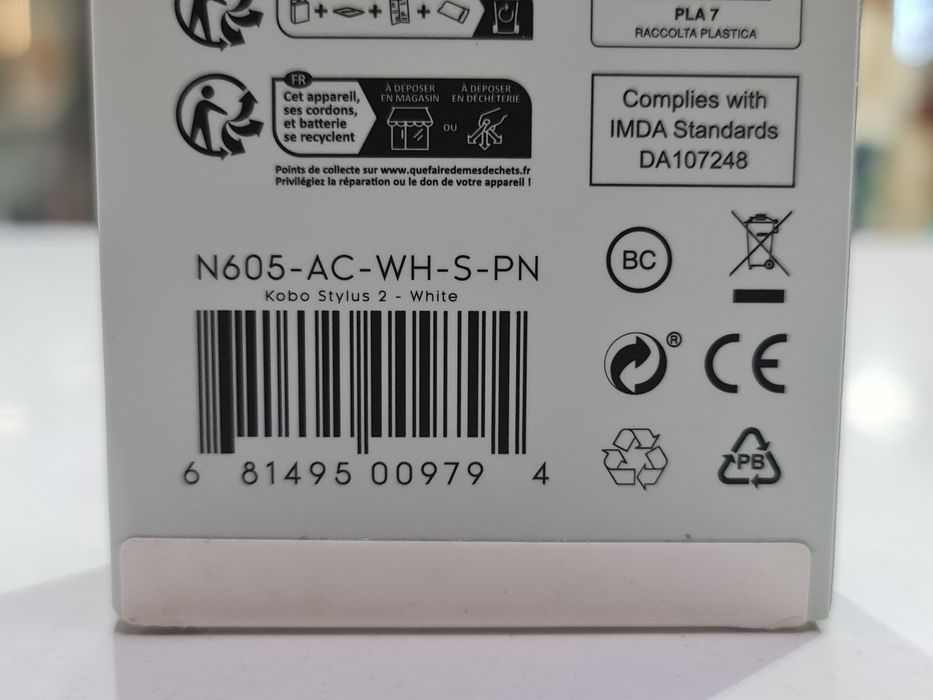 PLA 7
RACCOLTA PLASTICA
FR
Cet appareil,
ses cordons,
et batterie
se recyclent
À DÉPOSER
EN MAGASIN
OU
À DÉPOSER
EN DÉCHÈTERIE
Points de collecte sur www.quefairedemesdechets.fr
Privilégiez la réparation ou le don de votre appareil !
Complies with
IMDA Standards
DA107248
BC
N605-AC-WH-S-PN
Kobo Stylus 2 - White
6 81495 00979 4
®
CE
PB